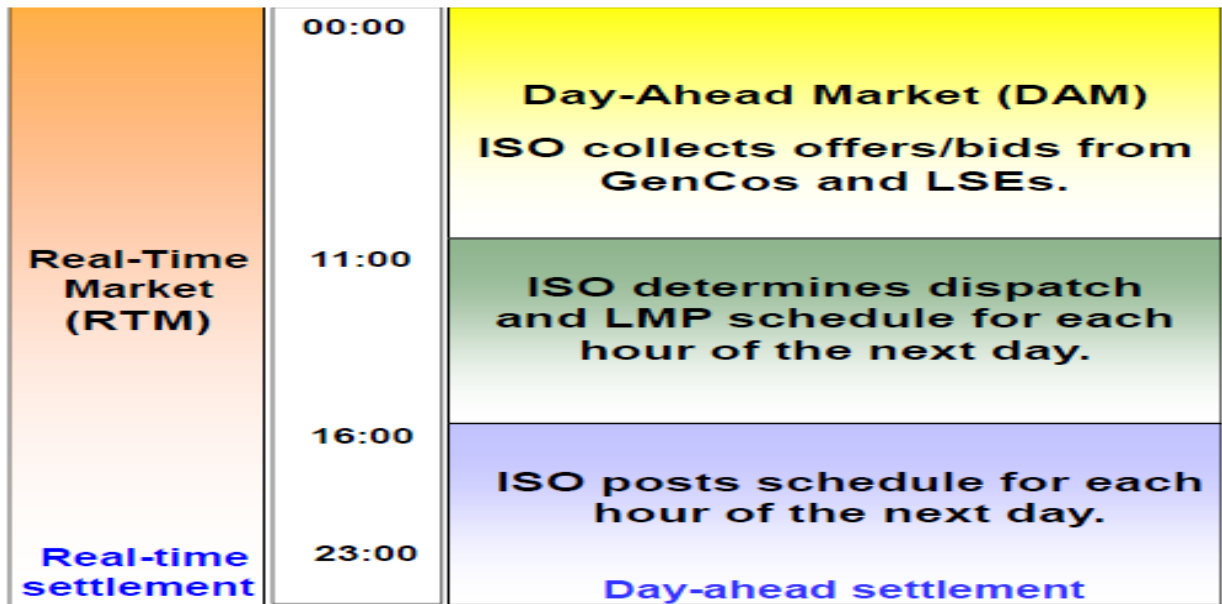 Real-Time
Market
(RTM)
Real-time
settlement
00:00
11:00
16:00
23:00
Day-Ahead Market (DAM)
ISO collects offers/bids from
GenCos and LSEs.
ISO determines dispatch
and LMP schedule for each
hour of the next day.
ISO posts schedule for each
hour of the next day.
Day-ahead settlement